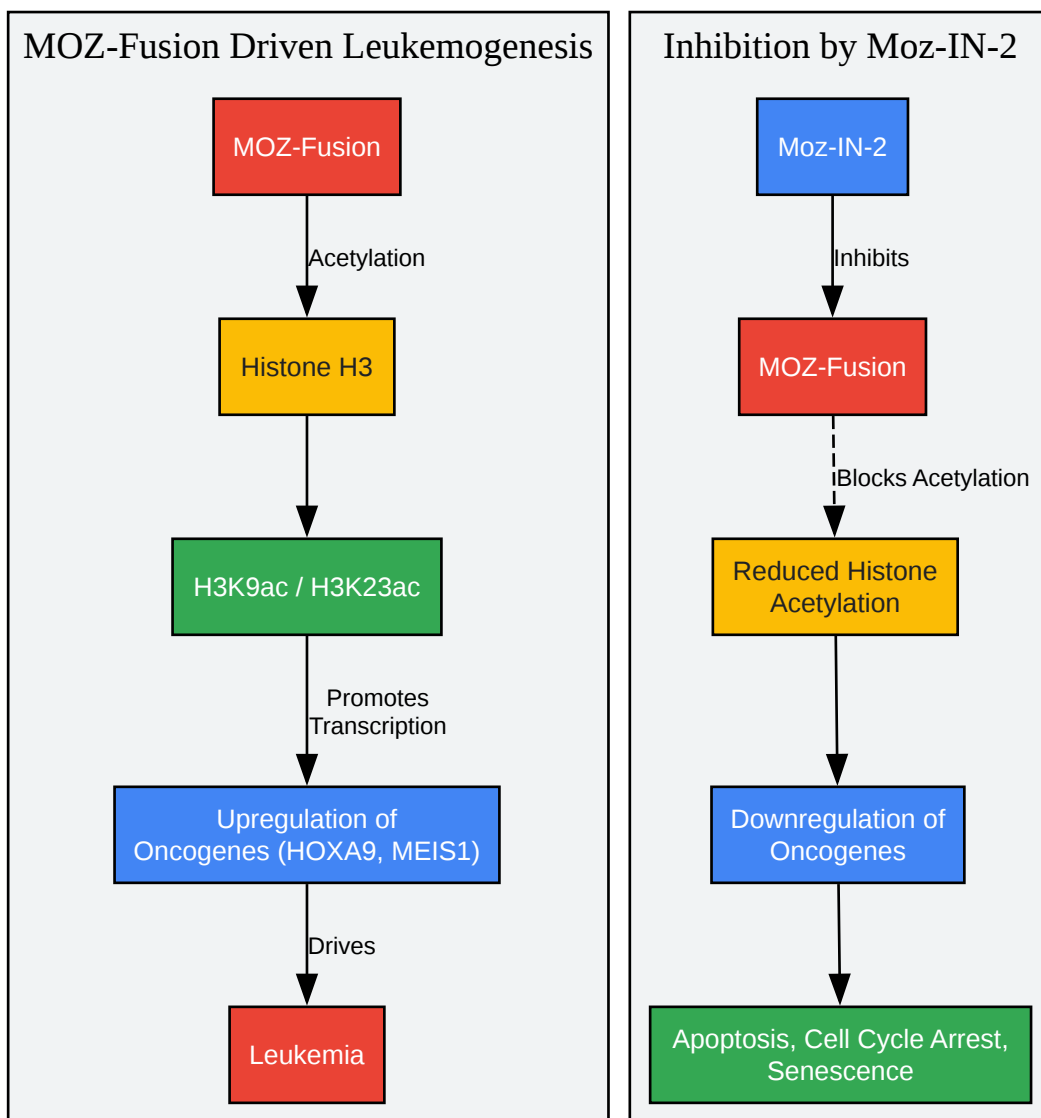 MOZ-Fusion Driven Leukemogenesis
MOZ-Fusion
Acetylation
Histone H3
H3K9ac / H3K23ac
Promotes
Transcription
Upregulation of
Oncogenes (HOXA9, MEIS1)
Drives
Leukemia
Inhibition by Moz-IN-2
Moz-IN-2
Inhibits
MOZ-Fusion
Blocks Acetylation
Reduced Histone
Acetylation
Downregulation of
Oncogenes
Apoptosis, Cell Cycle Arrest,
Senescence